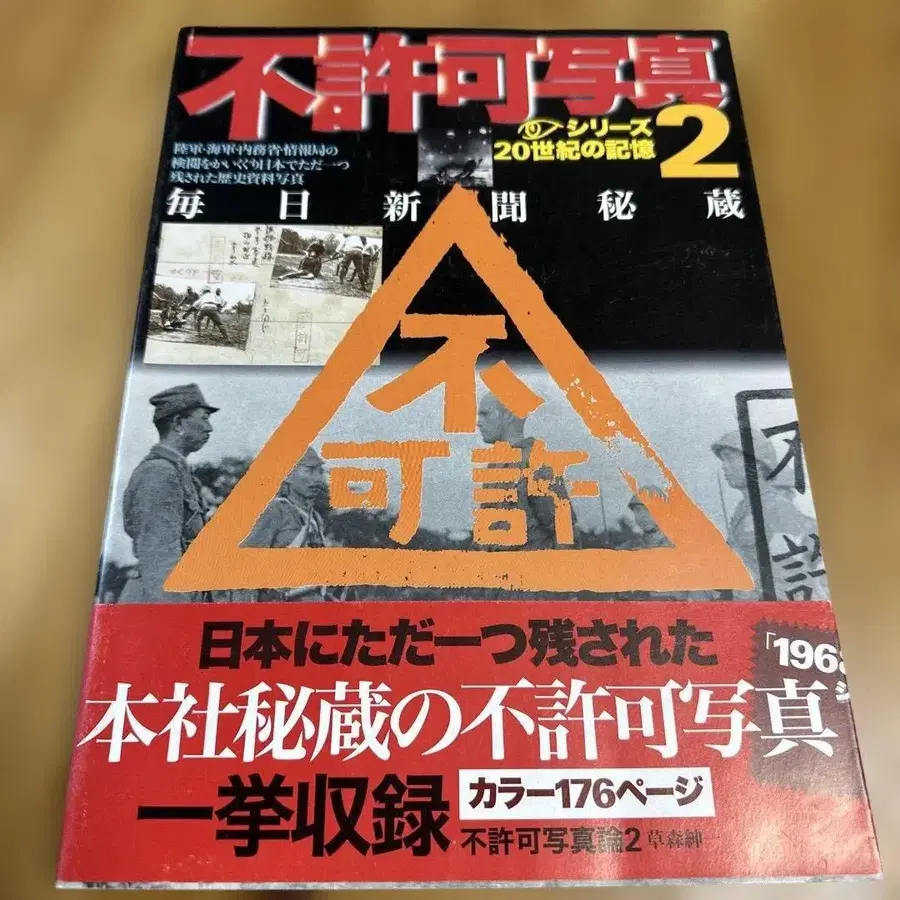 不許可写真
シリーズ
20世紀の記憶
2
陸軍・海軍・内務省・情報局の
検閲をかいくぐり日本でただ一つ
残された歴史資料写真
毎日新聞秘蔵
不
可許
不
許
日本にただ一つ残された
本社秘蔵の不許可写真
一挙収録
カラー176ページ
不許可写真論2 草森紳一
「196